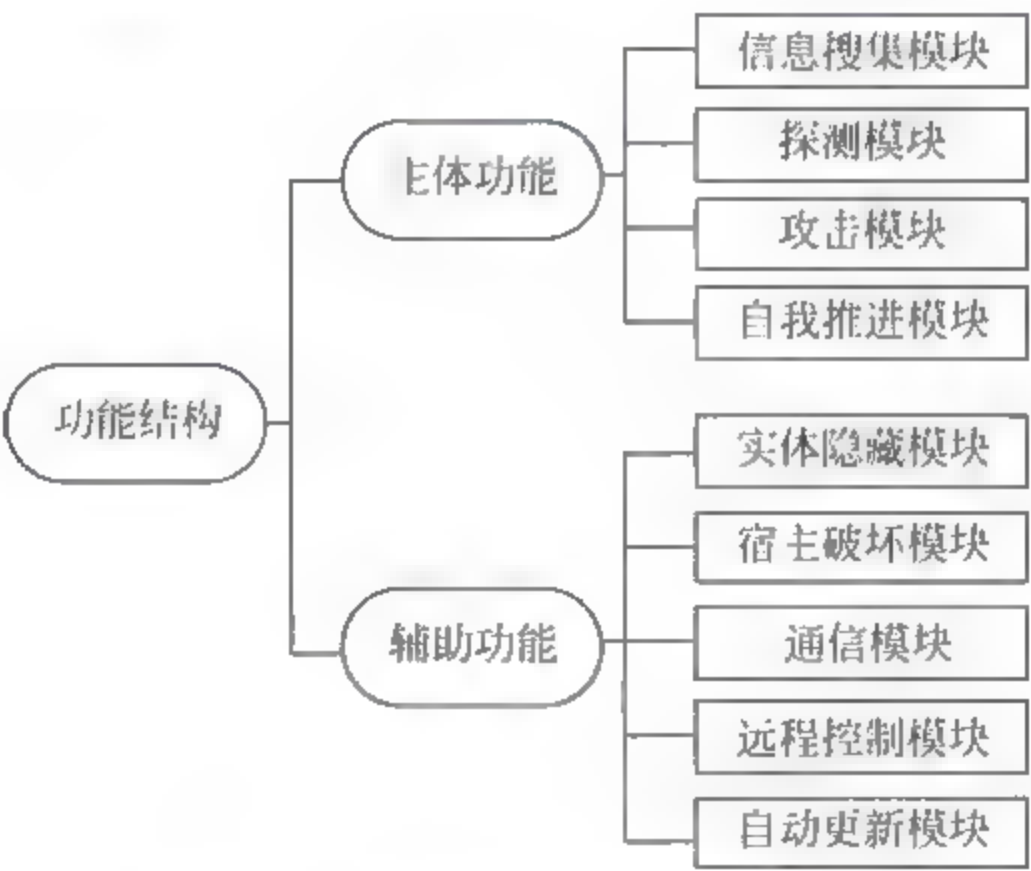 功能结构
主体功能
信息搜集模块
探测模块
攻击模块
自我推进模块
辅助功能
实体隐藏模块
宿主破坏模块
通信模块
远程控制模块
自动更新模块